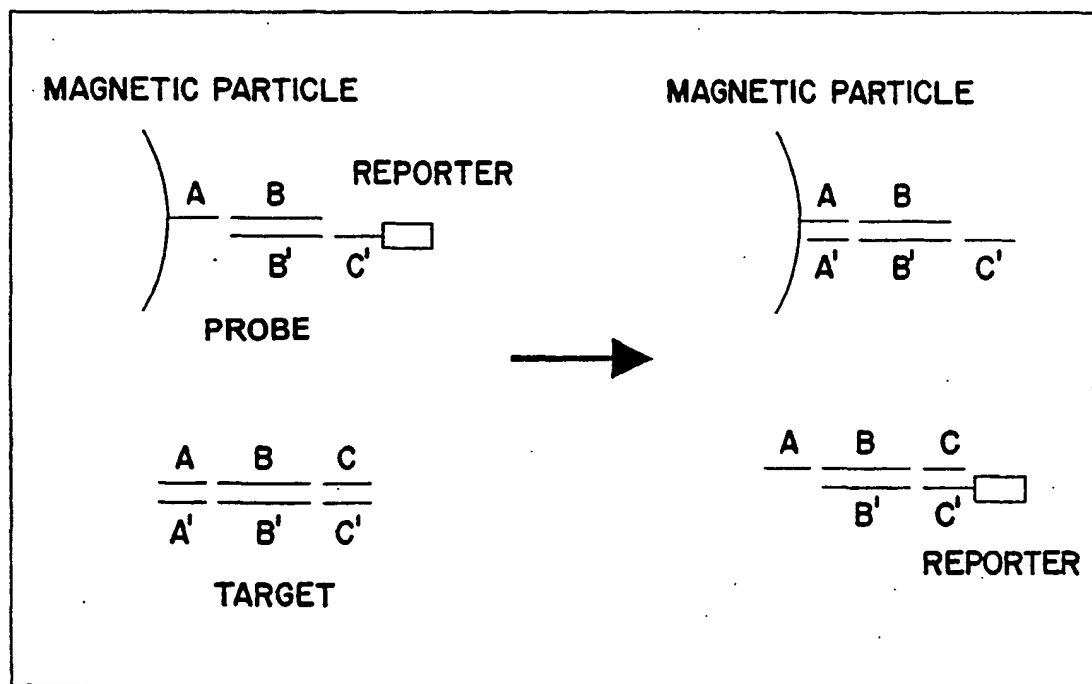 MAGNETIC PARTICLE
A B REPORTER
B' C'
PROBE
A B C
A' B' C'
TARGET
MAGNETIC PARTICLE
A B
A' B' C'
A B C
B' C'
REPORTER